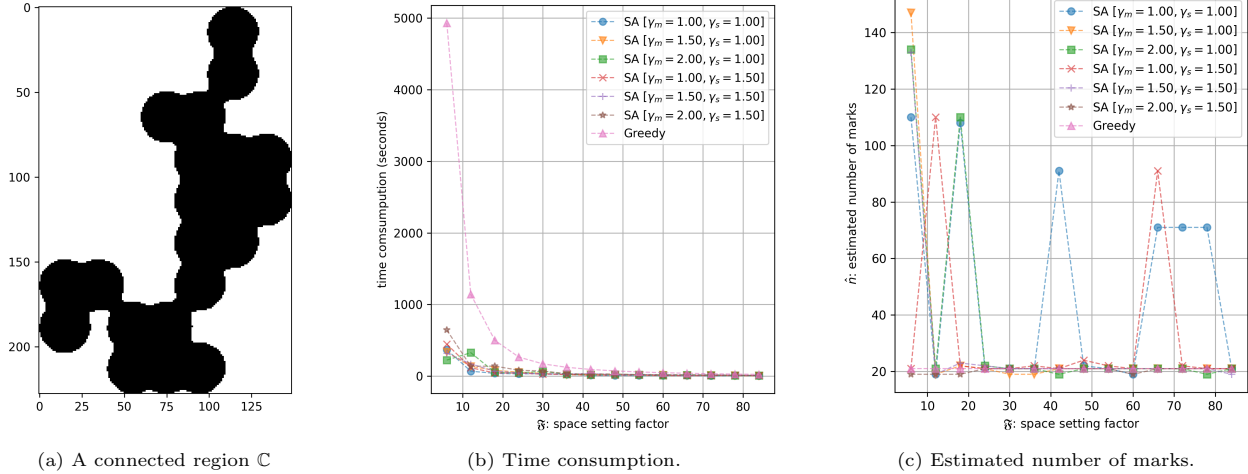 0
50
100
150
200
0
50
100
(a) A connected region ℂ
5000
4000
3000
2000
1000
0
time comsumpution (seconds)
10 20 30 40 50 60 70 80
𝔉: space setting factor
SA [γm = 1.00, γs = 1.00]
SA [γm = 1.50, γs = 1.00]
SA [γm = 2.00, γs = 1.00]
SA [γm = 1.00, γs = 1.50]
SA [γm = 1.50, γs = 1.50]
SA [γm = 2.00, γs = 1.50]
Greedy
(b) Time consumption.
140
120
100
80
60
40
20
n̂: estimated number of marks
10 20 30 40 50 60 70 80
𝔉: space setting factor
SA [γm = 1.00, γs = 1.00]
SA [γm = 1.50, γs = 1.00]
SA [γm = 2.00, γs = 1.00]
SA [γm = 1.00, γs = 1.50]
SA [γm = 1.50, γs = 1.50]
SA [γm = 2.00, γs = 1.50]
Greedy
(c) Estimated number of marks.